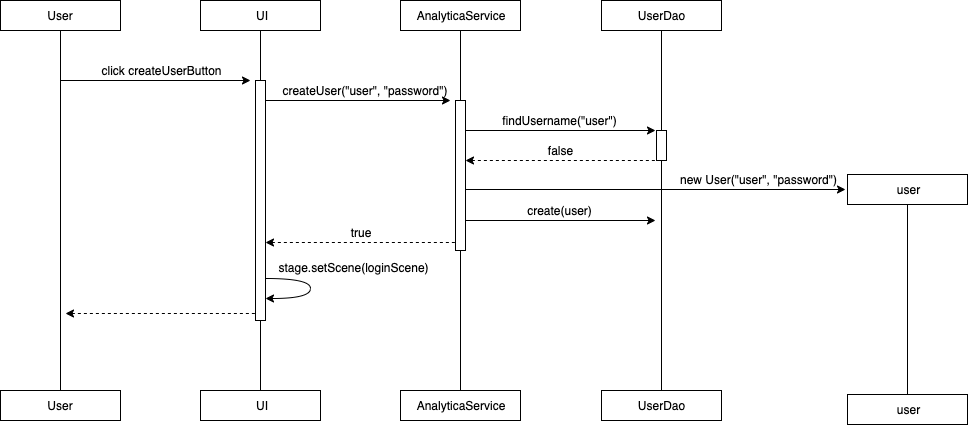 User
UI
AnalyticaService
UserDao
click createUserButton
createUser("user", "password")
findUsername("user")
false
new User("user", "password")
user
create(user)
true
stage.setScene(loginScene)
User
UI
AnalyticaService
UserDao
user